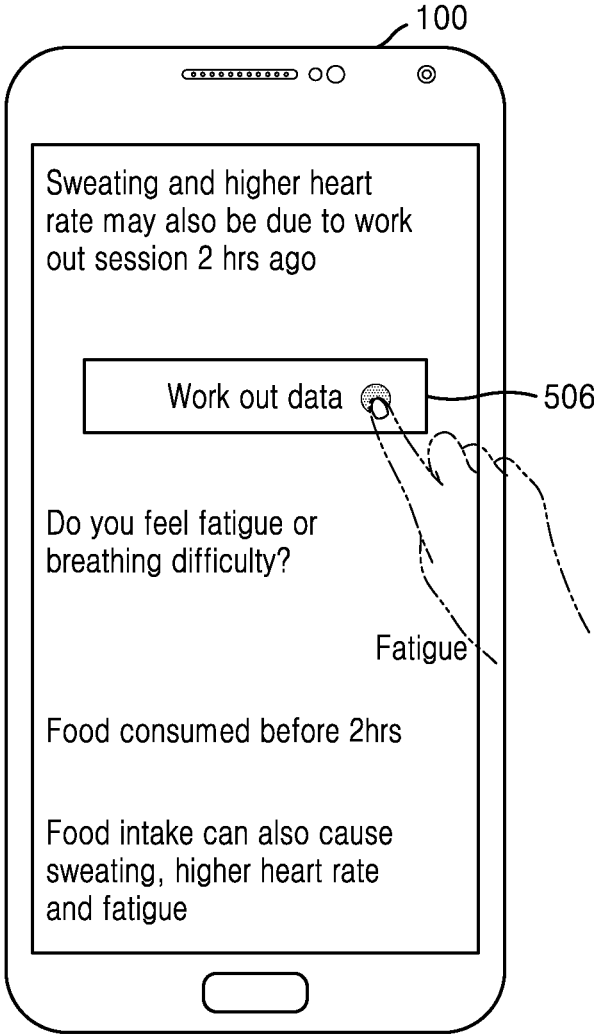 100
Sweating and higher heart
rate may also be due to work
out session 2 hrs ago
Work out data
506
Do you feel fatigue or
breathing difficulty?
Fatigue
Food consumed before 2hrs
Food intake can also cause
sweating, higher heart rate
and fatigue